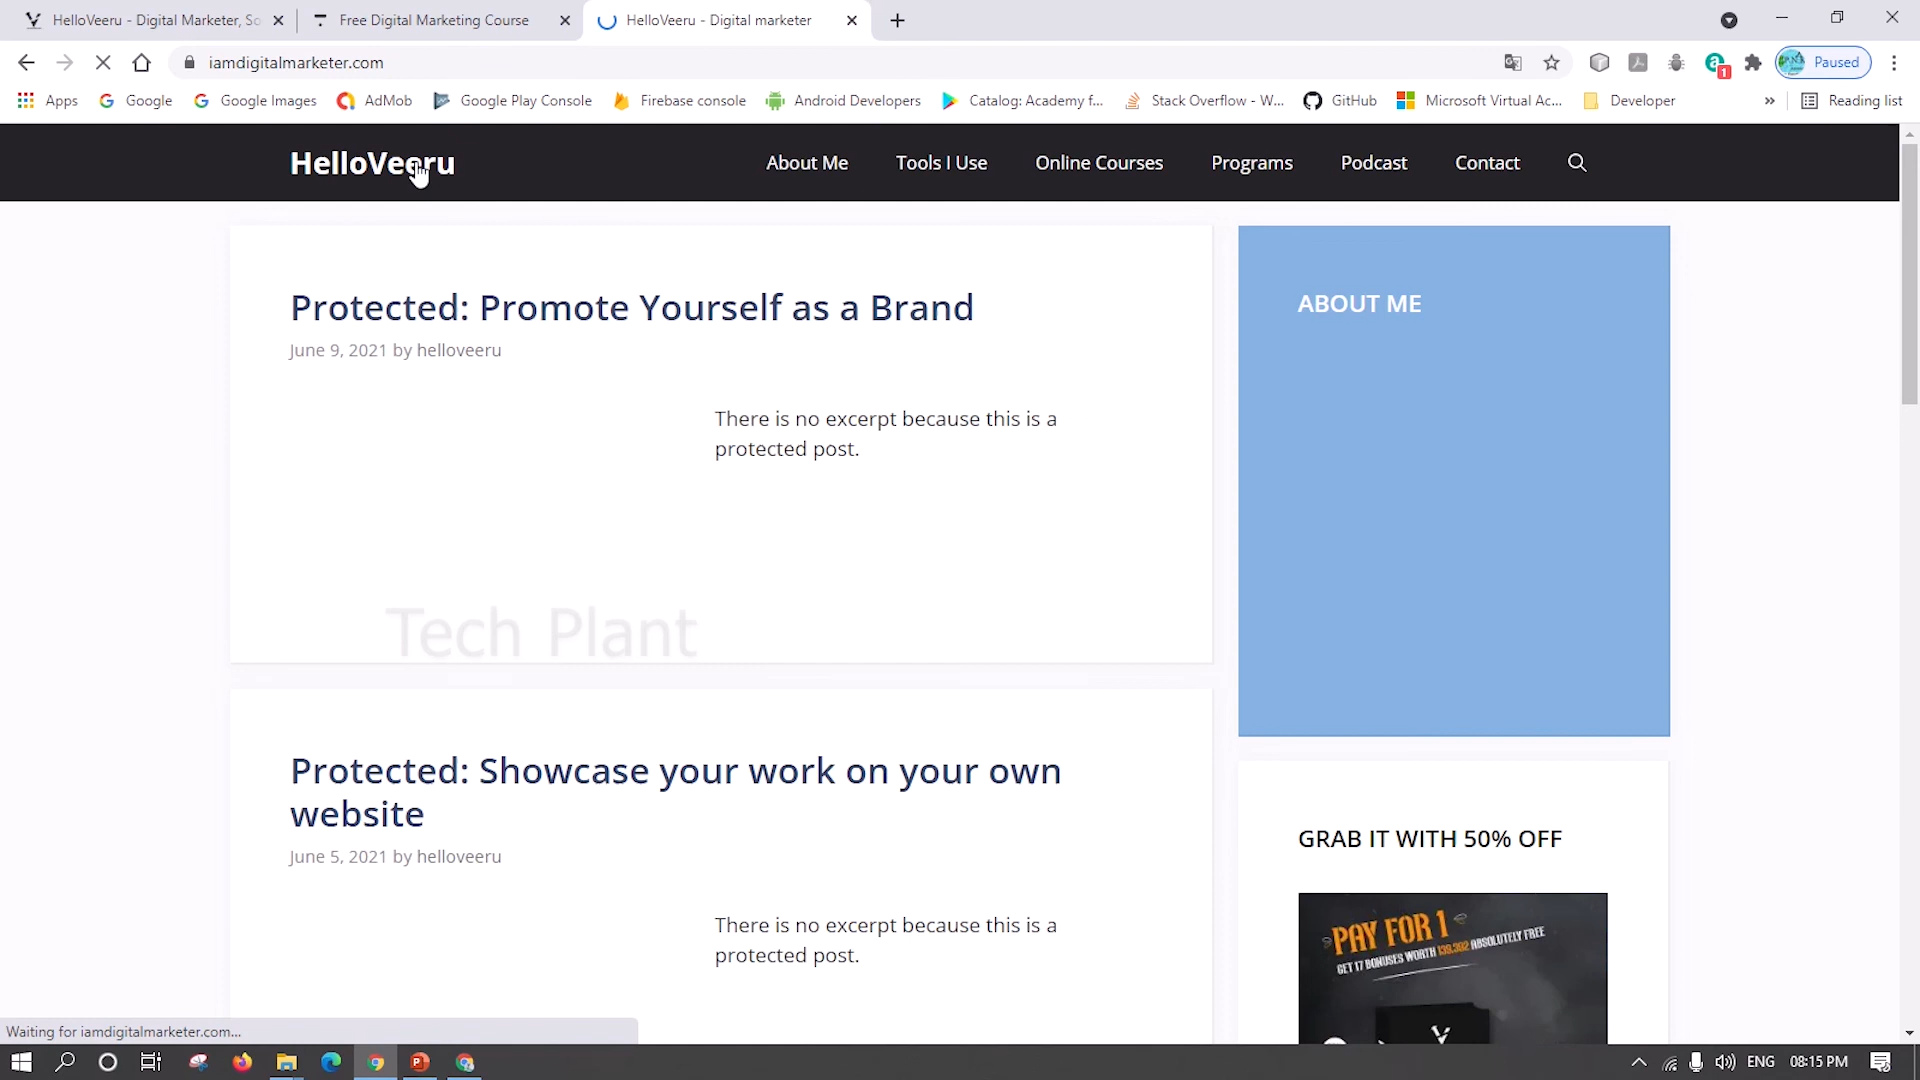 HelloVeeru - Digital Marketer, So
Free Digital Marketing Course
HelloVeeru - Digital marketer
iamdigitalmarketer.com
Paused
Apps
Google
Google Images
AdMob
Google Play Console
Firebase console
Android Developers
Catalog: Academy f...
Stack Overflow - W...
GitHub
Microsoft Virtual Ac...
Developer
»
Reading list
HelloVeeru
About Me
Tools I Use
Online Courses
Programs
Podcast
Contact
Protected: Promote Yourself as a Brand
June 9, 2021 by helloveeru
There is no excerpt because this is a
protected post.
Tech Plant
Protected: Showcase your work on your own
website
June 5, 2021 by helloveeru
There is no excerpt because this is a
protected post.
ABOUT ME
GRAB IT WITH 50% OFF
PAY FOR 1
GET 17 BONUSES WORTH 139,302 ABSOLUTELY FREE
Waiting for iamdigitalmarketer.com...
ENG
08:15 PM